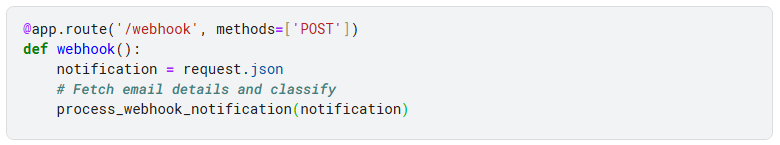 @app.route('/webhook', methods=['POST'])
def webhook():
    notification = request.json
    # Fetch email details and classify
    process_webhook_notification(notification)